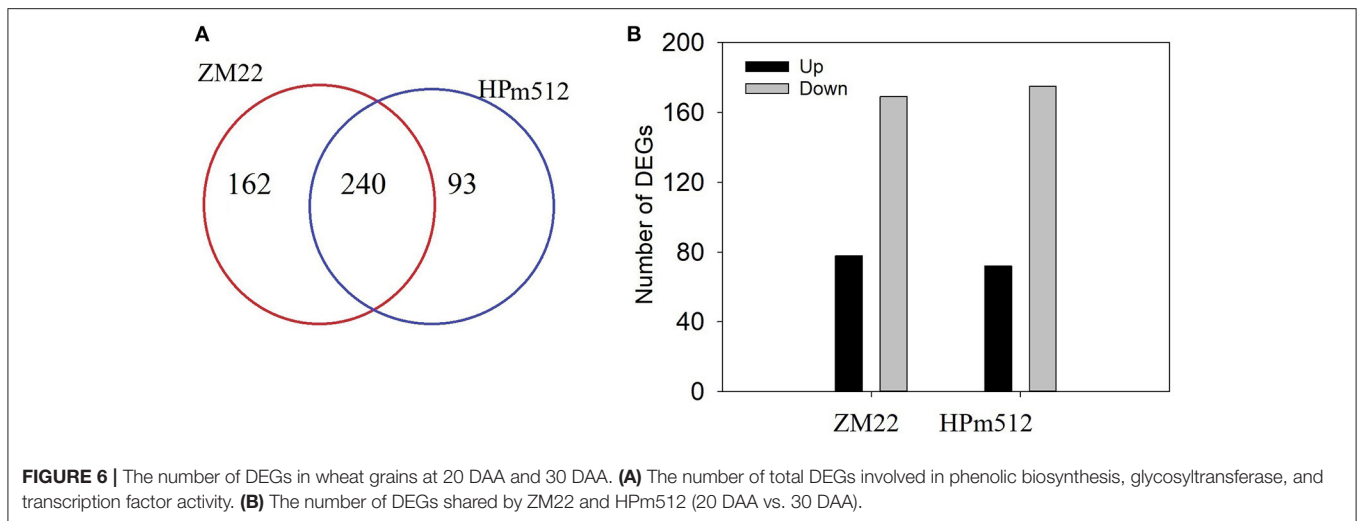 A
ZM22
HPm512
162
240
93
B
Number of DEGs
200
160
120
80
40
0
Up
Down
ZM22
HPm512
FIGURE 6 | The number of DEGs in wheat grains at 20 DAA and 30 DAA. (A) The number of total DEGs involved in phenolic biosynthesis, glycosyltransferase, and
transcription factor activity. (B) The number of DEGs shared by ZM22 and HPm512 (20 DAA vs. 30 DAA).